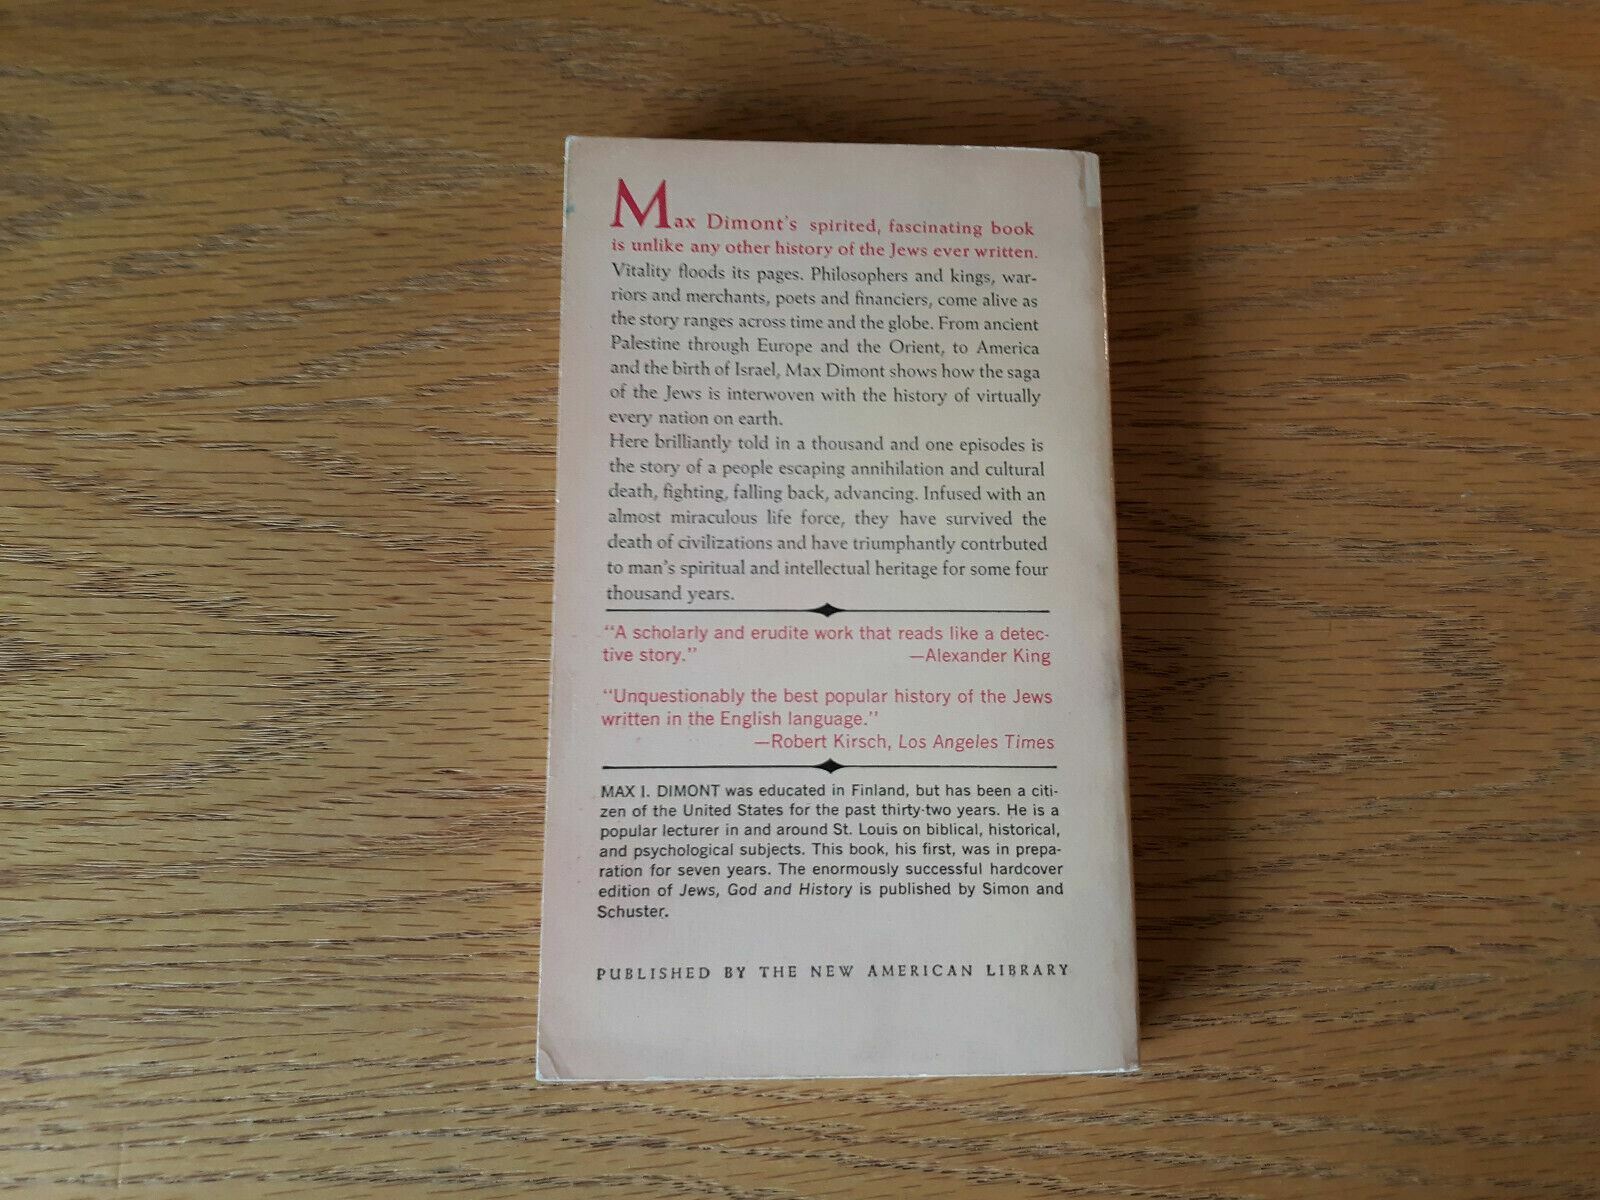 Max Dimont's spirited, fascinating book
is unlike any other history of the Jews ever written.
Vitality floods its pages. Philosophers and kings, war-
riors and merchants, poets and financiers, come alive as
the story ranges across time and the globe. From ancient
Palestine through Europe and the Orient, to America
and the birth of Israel, Max Dimont shows how the saga
of the Jews is interwoven with the history of virtually
every nation on earth.
Here brilliantly told in a thousand and one episodes is
the story of a people escaping annihilation and cultural
death, fighting, falling back, advancing. Infused with an
almost miraculous life force, they have survived the
death of civilizations and have triumphantly contrbuted
to man's spiritual and intellectual heritage for some four
thousand years.
"A scholarly and erudite work that reads like a detec-
tive story." —Alexander King
"Unquestionably the best popular history of the Jews
written in the English language."
—Robert Kirsch, Los Angeles Times
MAX I. DIMONT was educated in Finland, but has been a citi-
zen of the United States for the past thirty-two years. He is a
popular lecturer in and around St. Louis on biblical, historical,
and psychological subjects. This book, his first, was in prepa-
ration for seven years. The enormously successful hardcover
edition of Jews, God and History is published by Simon and
Schuster.
PUBLISHED BY THE NEW AMERICAN LIBRARY